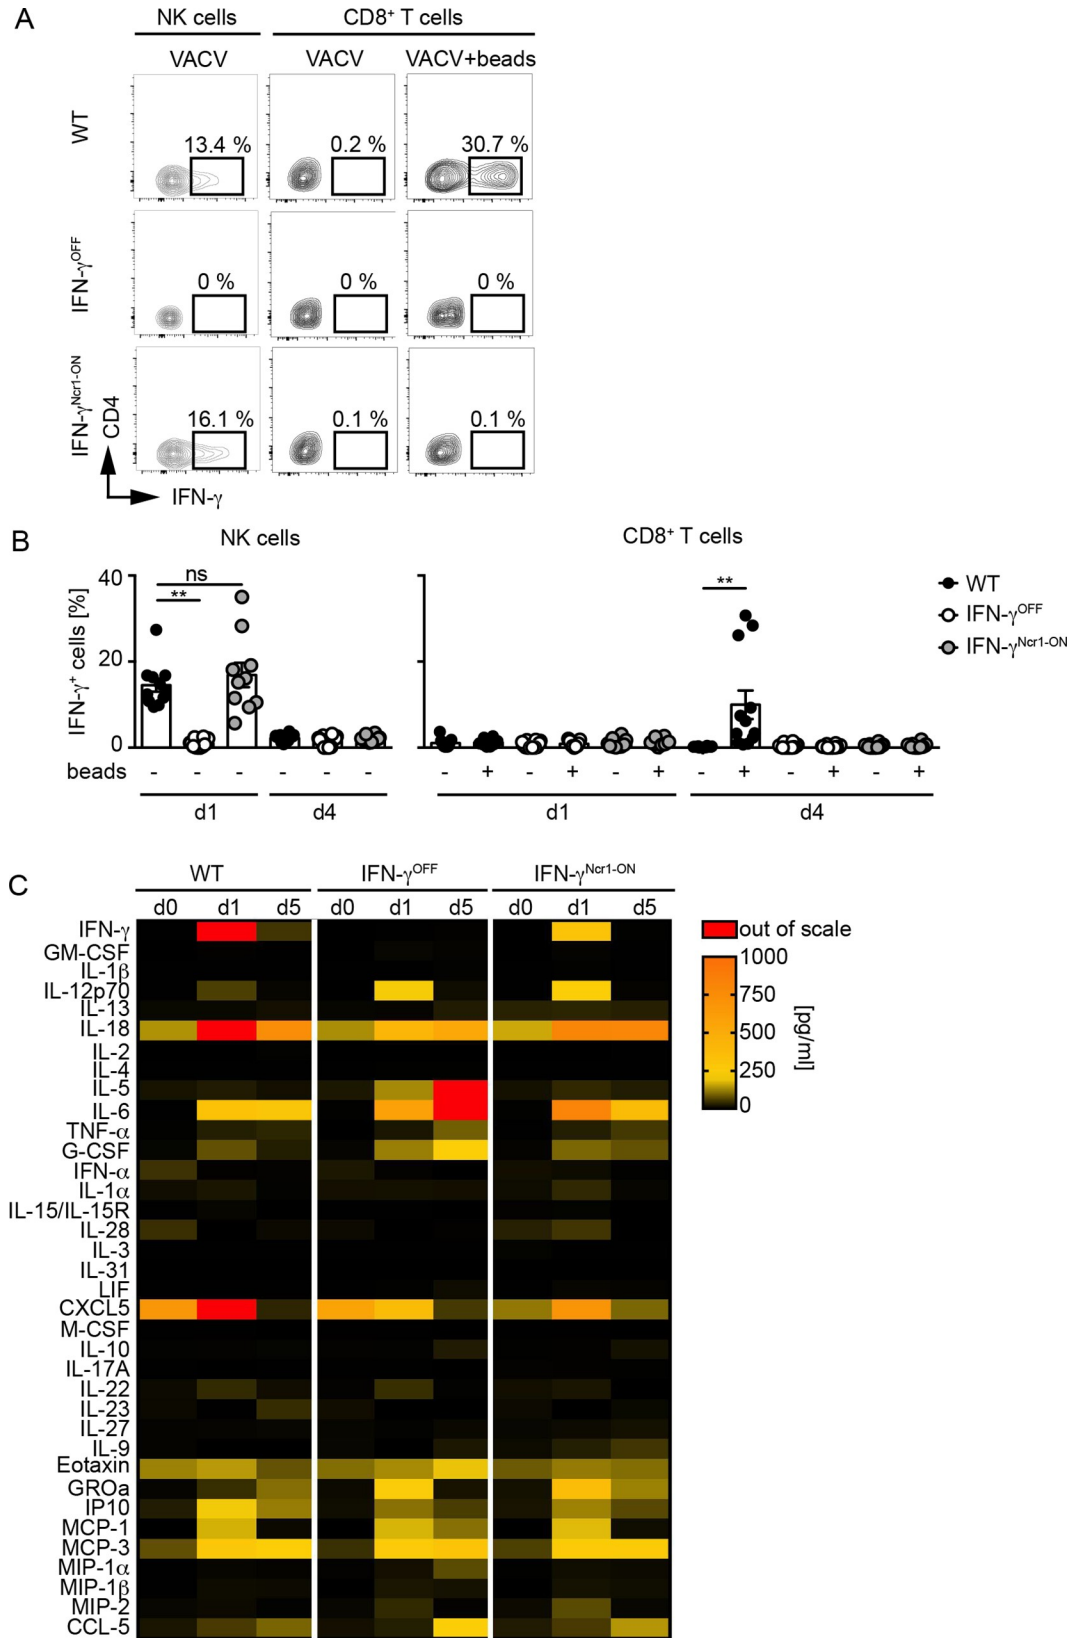 A
NK cells CD8⁺ T cells
VACV VACV VACV+beads
WT
13.4 % 0.2 % 30.7 %
IFN-γᴼᶠᶠ
0 % 0 % 0 %
IFN-γᴺᶜʳ¹⁻ᴼᴺ
16.1 % 0.1 % 0.1 %
CD4
IFN-γ
B
NK cells CD8⁺ T cells
IFN-γ⁺ cells [%]
40
20
0
ns
**
**
WT
IFN-γᴼᶠᶠ
IFN-γᴺᶜʳ¹⁻ᴼᴺ
beads - - - - - - - + - + - + - + - + - +
d1 d4 d1 d4
C
WT IFN-γᴼᶠᶠ IFN-γᴺᶜʳ¹⁻ᴼᴺ
d0 d1 d5 d0 d1 d5 d0 d1 d5
IFN-γ
GM-CSF
IL-1β
IL-12p70
IL-13
IL-18
IL-2
IL-4
IL-5
IL-6
TNF-α
G-CSF
IFN-α
IL-1α
IL-15/IL-15R
IL-28
IL-3
IL-31
LIF
CXCL5
M-CSF
IL-10
IL-17A
IL-22
IL-23
IL-27
IL-9
Eotaxin
GROa
IP10
MCP-1
MCP-3
MIP-1α
MIP-1β
MIP-2
CCL-5
out of scale
1000
750
500
250
0
[pg/ml]